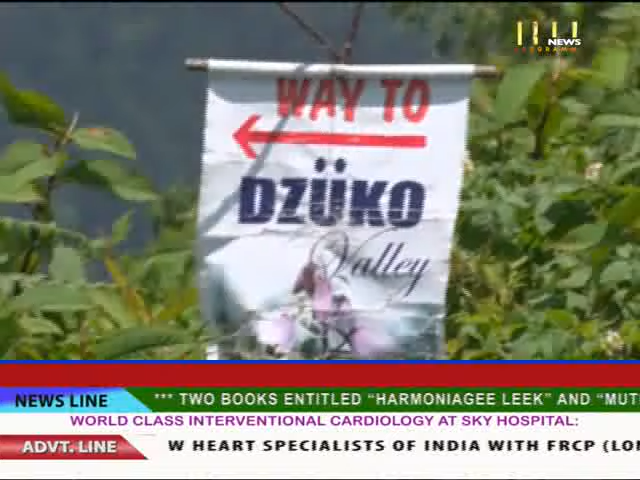 NEWS
WAY TO
DZÜKO
Valley
NEWS LINE
*** TWO BOOKS ENTITLED “HARMONIAGEE LEEK” AND “MUT
WORLD CLASS INTERVENTIONAL CARDIOLOGY AT SKY HOSPITAL:
ADVT. LINE
W HEART SPECIALISTS OF INDIA WITH FRCP (LON